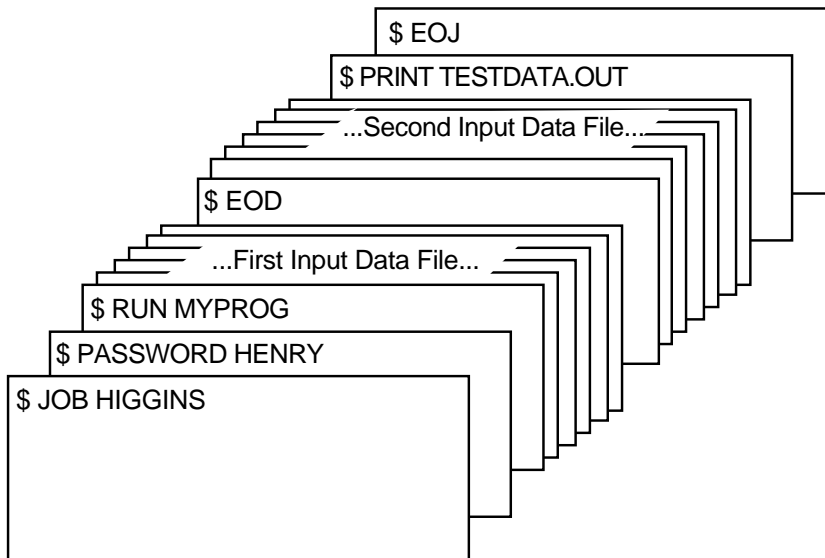 $ EOJ
$ PRINT TESTDATA.OUT
...Second Input Data File...
$ EOD
...First Input Data File...
$ RUN MYPROG
$ PASSWORD HENRY
$ JOB HIGGINS